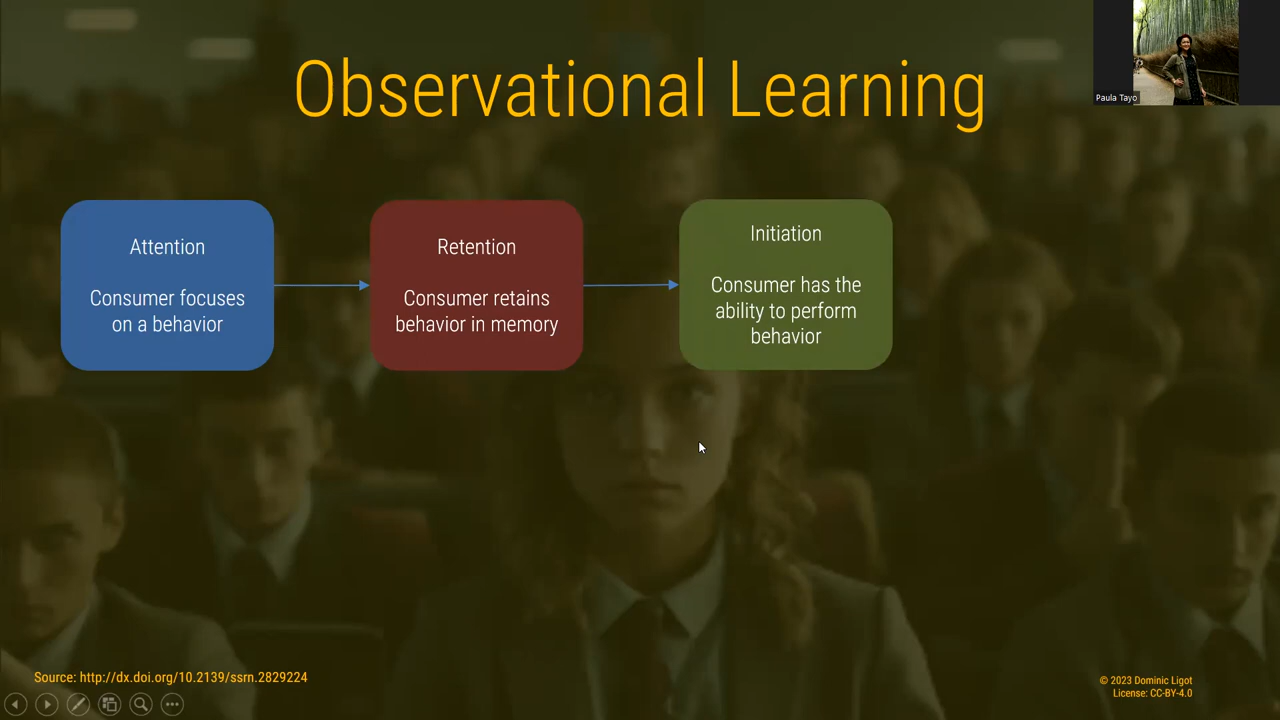 Observational Learning
Paula Tayo
Attention
Consumer focuses
on a behavior
Retention
Consumer retains
behavior in memory
Initiation
Consumer has the
ability to perform
behavior
Source: http://dx.doi.org/10.2139/ssrn.2829224
© 2023 Dominic Ligot
License: CC-BY-4.0